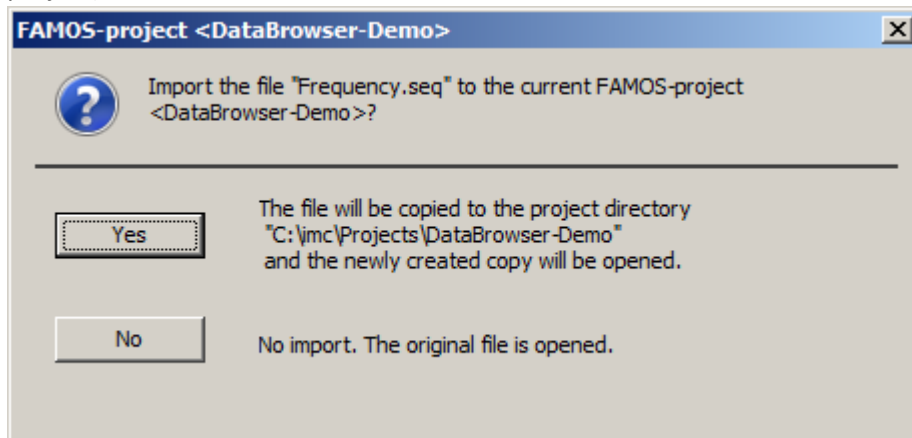 FAMOS-project <DataBrowser-Demo>
Import the file "Frequency.seq" to the current FAMOS-project
<DataBrowser-Demo>?
Yes
The file will be copied to the project directory
"C:\imc\Projects\DataBrowser-Demo"
and the newly created copy will be opened.
No
No import. The original file is opened.